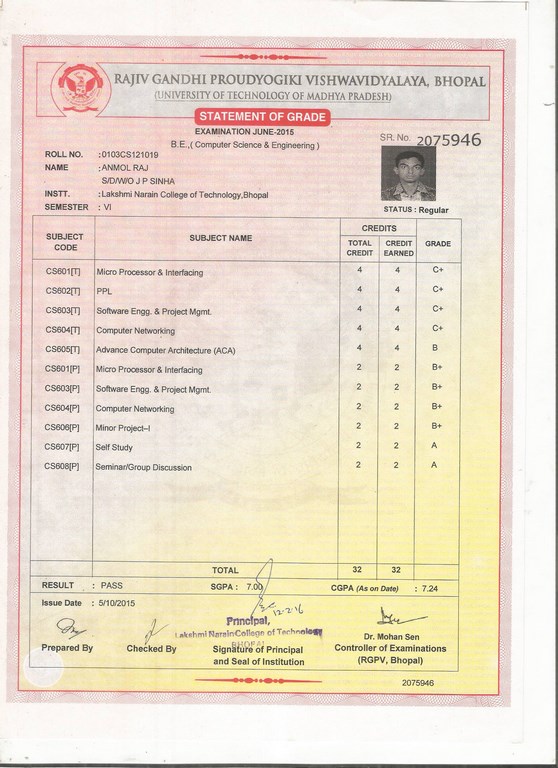 RAJIV GANDHI PROUDYOGIKI VISHWAVIDYALAYA, BHOPAL
(UNIVERSITY OF TECHNOLOGY OF MADHYA PRADESH)
STATEMENT OF GRADE
EXAMINATION JUNE-2015
B.E.,( Computer Science & Engineering )
SR. No. 2075946
ROLL NO. : 0103CS121019
NAME : ANMOL RAJ
S/D/W/O J P SINHA
INSTT. : Lakshmi Narain College of Technology,Bhopal
SEMESTER : VI
STATUS : Regular
SUBJECT CODE SUBJECT NAME CREDITS GRADE
TOTAL CREDIT CREDIT EARNED
CS601[T] Micro Processor & Interfacing 4 4 C+
CS602[T] PPL 4 4 C+
CS603[T] Software Engg. & Project Mgmt. 4 4 C+
CS604[T] Computer Networking 4 4 C+
CS605[T] Advance Computer Architecture (ACA) 4 4 B
CS601[P] Micro Processor & Interfacing 2 2 B+
CS603[P] Software Engg. & Project Mgmt. 2 2 B+
CS604[P] Computer Networking 2 2 B+
CS606[P] Minor Project–I 2 2 B+
CS607[P] Self Study 2 2 A
CS608[P] Seminar/Group Discussion 2 2 A
TOTAL 32 32
RESULT : PASS SGPA : 7.00 CGPA (As on Date) : 7.24
Issue Date : 5/10/2015
12-2-16
Principal,
Lakshmi Narain College of Technology
BHOPAL
Prepared By Checked By Signature of Principal
and Seal of Institution
Dr. Mohan Sen
Controller of Examinations
(RGPV, Bhopal)
2075946